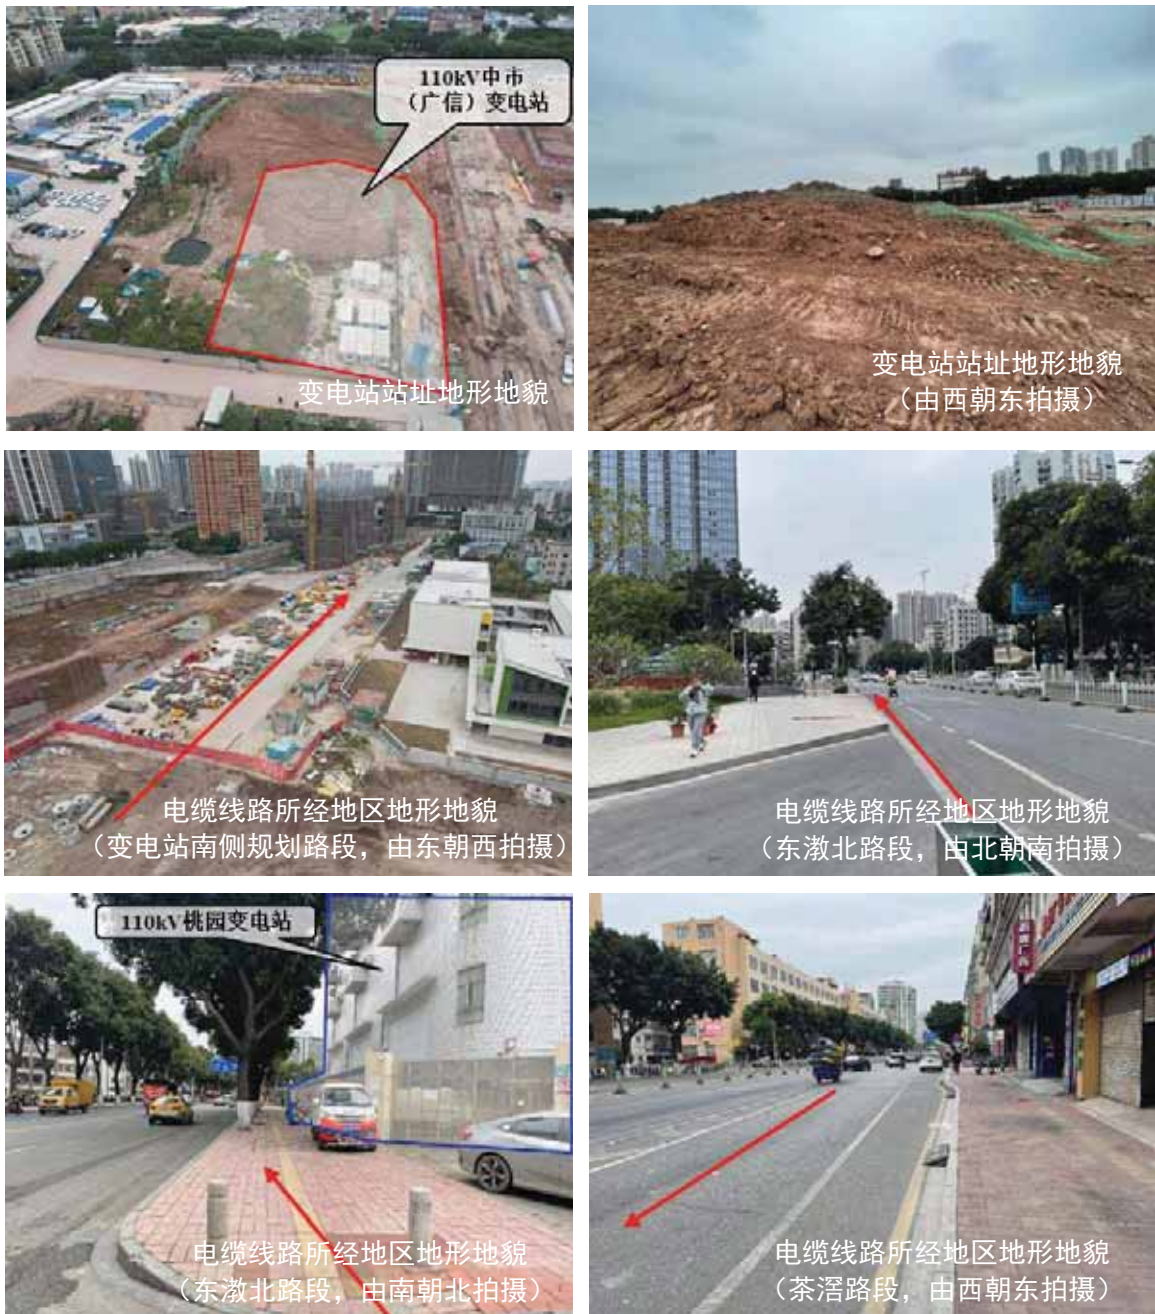 110kV中市
（广信）变电站
变电站站址地形地貌
变电站站址地形地貌
（由西朝东拍摄）
电缆线路所经地区地形地貌
（变电站南侧规划路段，由东朝西拍摄）
电缆线路所经地区地形地貌
（东漖北路段，由北朝南拍摄）
110kV桃园变电站
电缆线路所经地区地形地貌
（东漖北路段，由南朝北拍摄）
电缆线路所经地区地形地貌
（茶滘路段，由西朝东拍摄）